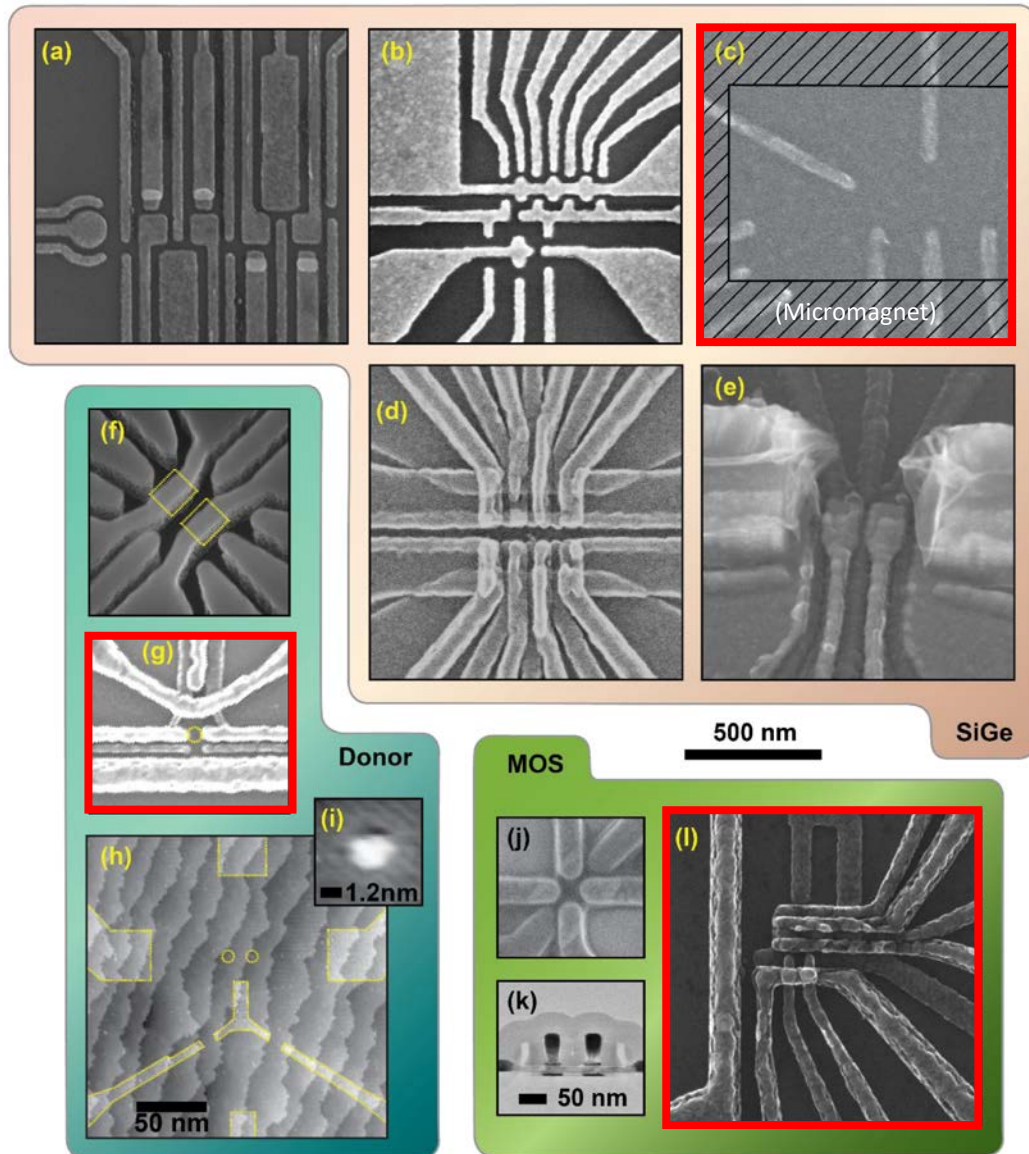 (a)
(b)
(c)
(Micromagnet)
(d)
(e)
(f)
(g)
500 nm
SiGe
Donor
MOS
(i)
1.2nm
(h)
(j)
(l)
(k)
50 nm
50 nm